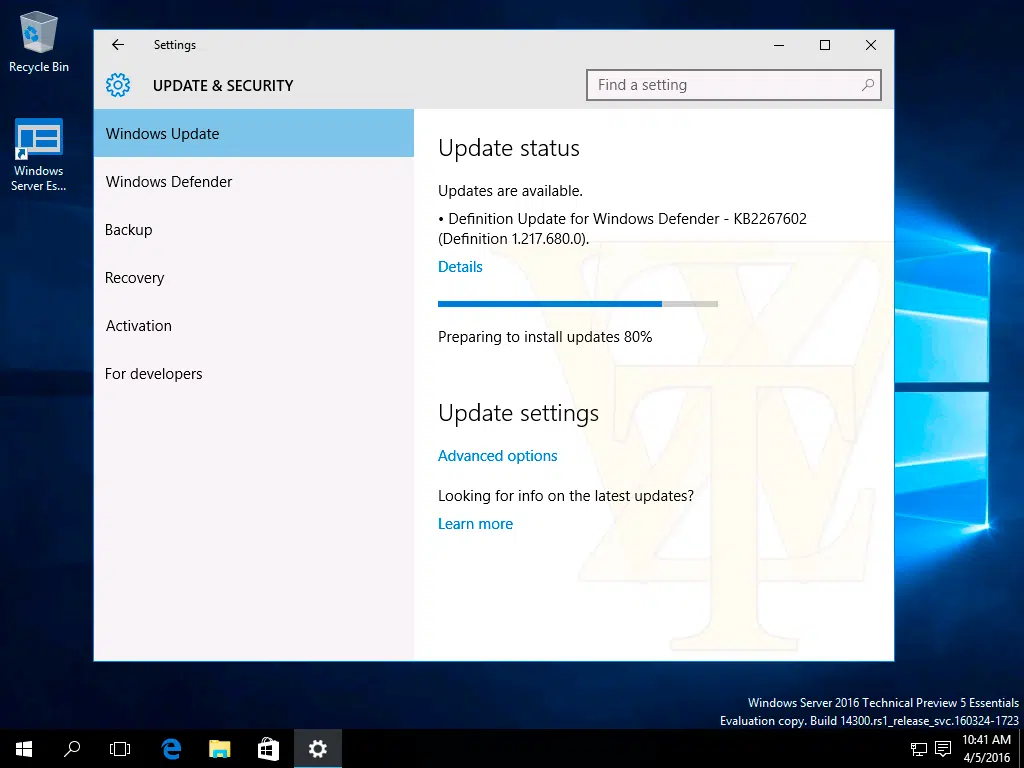 Recycle Bin
Windows
Server Es...
Settings
UPDATE & SECURITY
Find a setting
Windows Update
Windows Defender
Backup
Recovery
Activation
For developers
Update status
Updates are available.
• Definition Update for Windows Defender - KB2267602
(Definition 1.217.680.0).
Details
Preparing to install updates 80%
Update settings
Advanced options
Looking for info on the latest updates?
Learn more
Windows Server 2016 Technical Preview 5 Essentials
Evaluation copy. Build 14300.rs1_release_svc.160324-1723
10:41 AM
4/5/2016